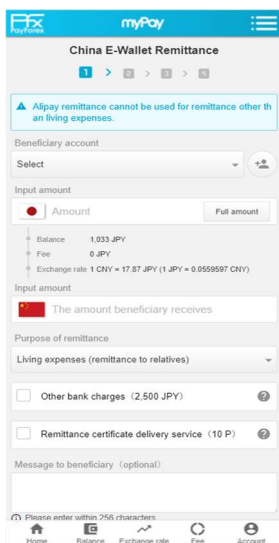 PFx
PayForex
myPay
China E-Wallet Remittance
1 > 2 > 3 > 4
Alipay remittance cannot be used for remittance other th
an living expenses.
Beneficiary account
Select
Input amount
Amount Full amount
Balance 1,033 JPY
Fee 0 JPY
Exchange rate 1 CNY = 17.87 JPY (1 JPY = 0.0559597 CNY)
Input amount
The amount beneficiary receives
Purpose of remittance
Living expenses (remittance to relatives)
Other bank charges (2,500 JPY) ?
Remittance certificate delivery service (10 P) ?
Message to beneficiary (optional)
Please enter within 256 characters
Home Balance Exchange rate Fee Account